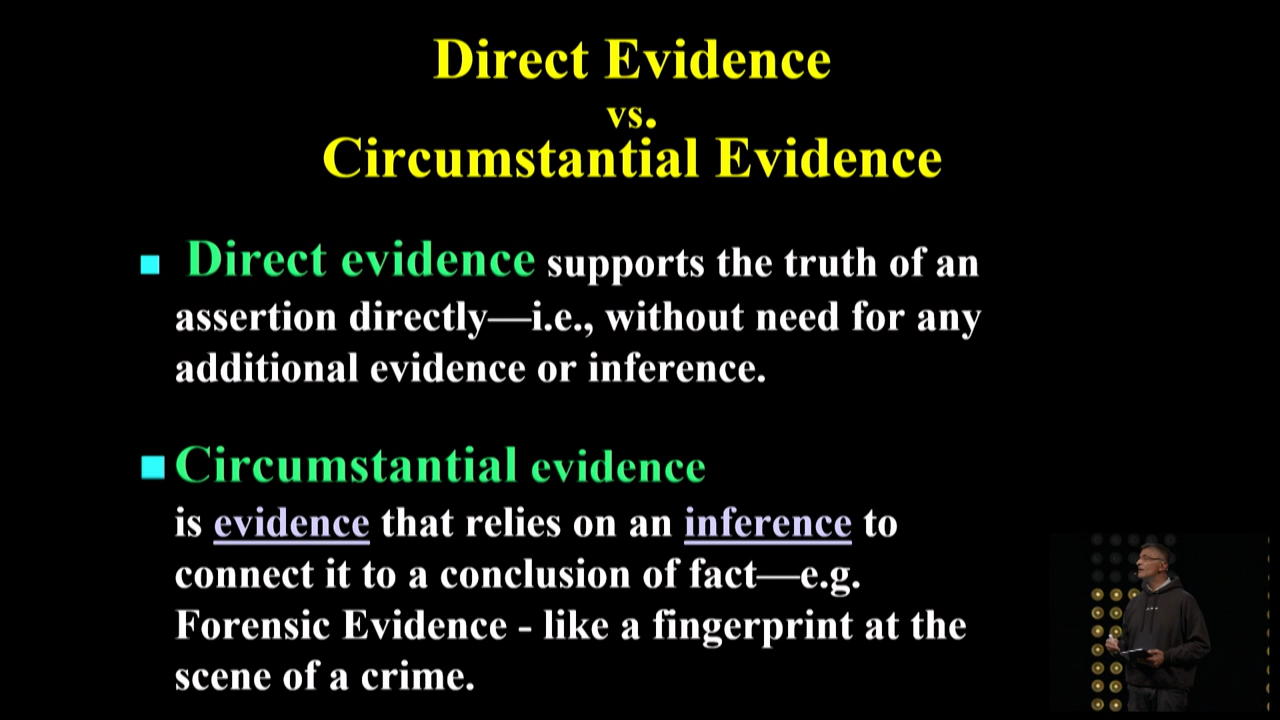 Direct Evidence
vs.
Circumstantial Evidence
Direct evidence supports the truth of an
assertion directly—i.e., without need for any
additional evidence or inference.
Circumstantial evidence
is evidence that relies on an inference to
connect it to a conclusion of fact—e.g.
Forensic Evidence - like a fingerprint at the
scene of a crime.